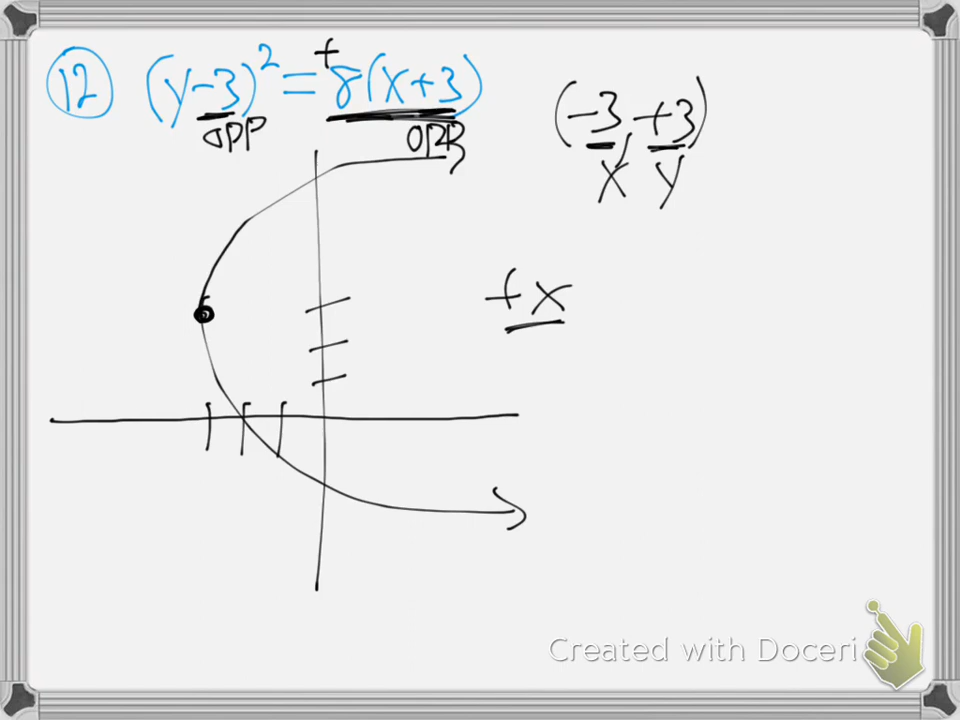 12 (y-3)² = +8(x+3)
opp
opp
(-3, +3)
x y
+x
Created with Doceri